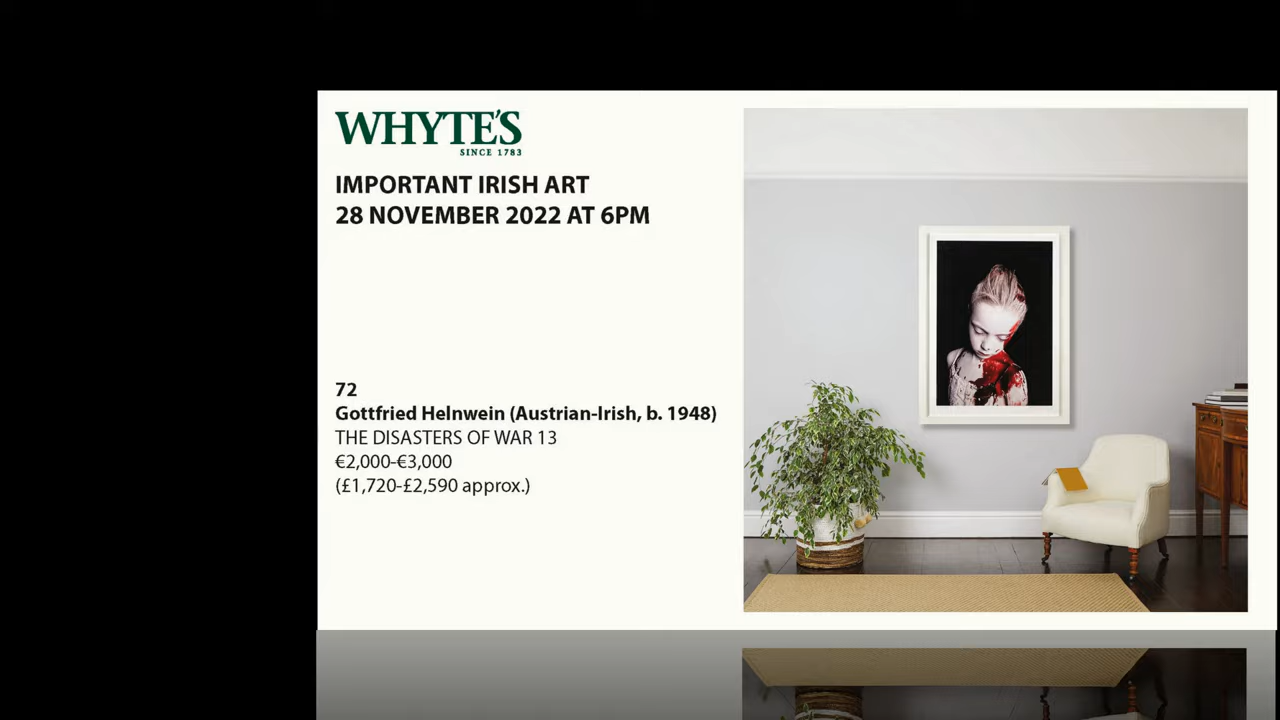 WHYTE'S
SINCE 1783
IMPORTANT IRISH ART
28 NOVEMBER 2022 AT 6PM
72
Gottfried Helnwein (Austrian-Irish, b. 1948)
THE DISASTERS OF WAR 13
€2,000-€3,000
(£1,720-£2,590 approx.)